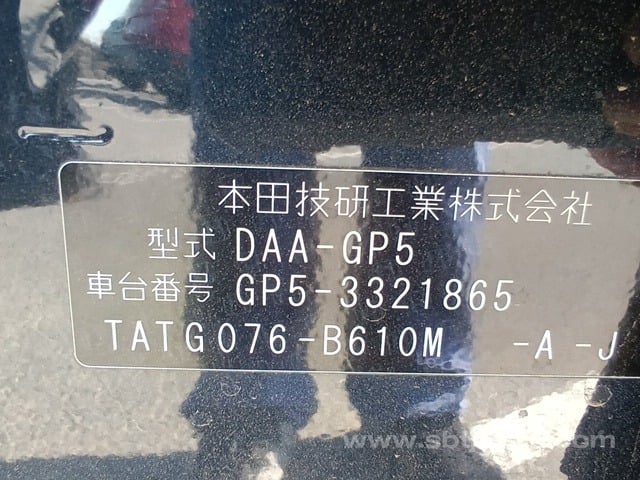 本田技研工業株式会社
型式 DAA-GP5
車台番号 GP5-3321865
TATG076-B610M -A -J